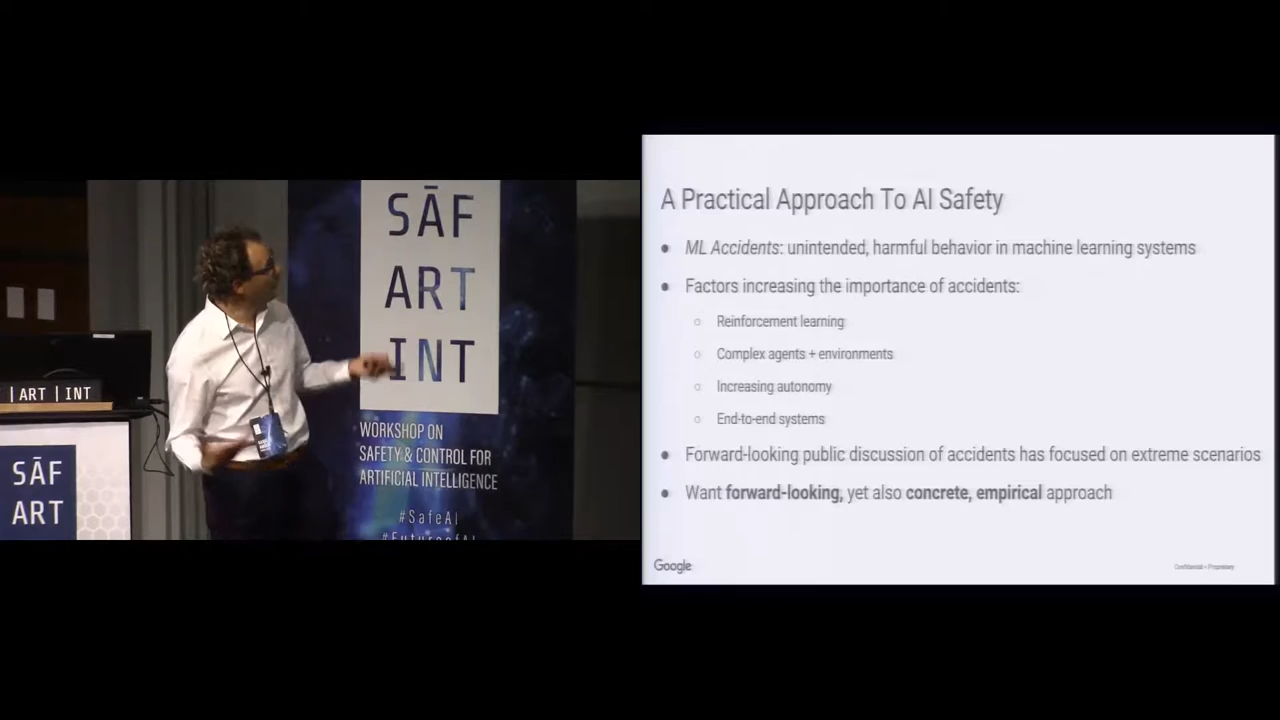 SĀF
ART
INT
WORKSHOP ON
SAFETY & CONTROL FOR
ARTIFICIAL INTELLIGENCE
#SafeAI
#FutureofAI
| ART | INT
SĀF
ART
A Practical Approach To AI Safety
● ML Accidents: unintended, harmful behavior in machine learning systems
● Factors increasing the importance of accidents:
○ Reinforcement learning
○ Complex agents + environments
○ Increasing autonomy
○ End-to-end systems
● Forward-looking public discussion of accidents has focused on extreme scenarios
● Want forward-looking, yet also concrete, empirical approach
Google
Confidential + Proprietary